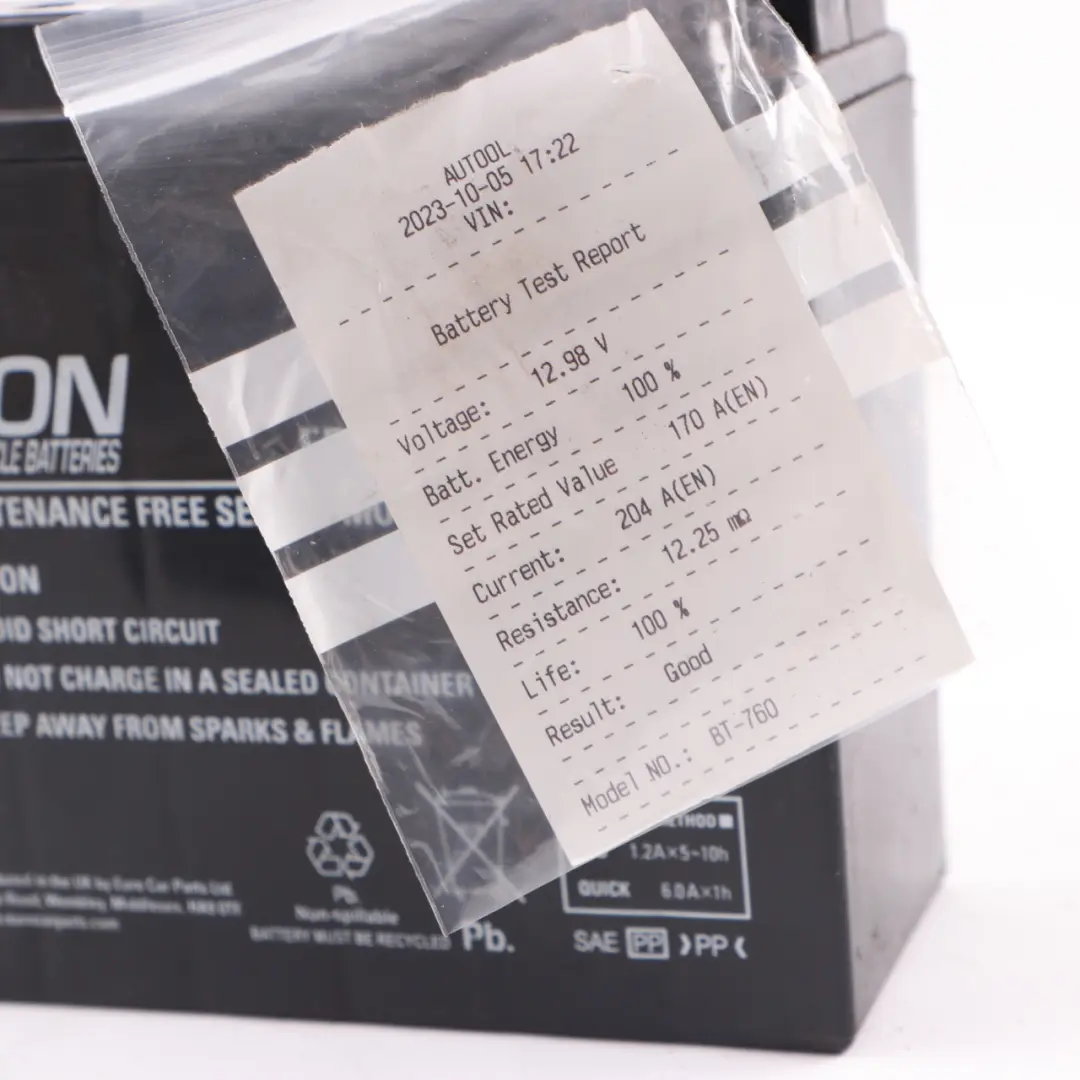 AUTOOL
2023-10-05 17:22
VIN:
Battery Test Report
Voltage: 12.98 V
Batt. Energy 100 %
Set Rated Value 170 A(EN)
Current: 204 A(EN)
Resistance: 12.25 mΩ
Life: 100 %
Result: Good
Model NO.: BT-760
ON
CLE BATTERIES
TENANCE FREE SE
ON
OID SHORT CIRCUIT
NOT CHARGE IN A SEALED CONTAINER
EEP AWAY FROM SPARKS & FLAMES
THOD
1.2A×5~10h
QUICK 6.0A×1h
Pb
Non-spillable
BATTERY MUST BE RECYCLED Pb.
SAE PP >PP<